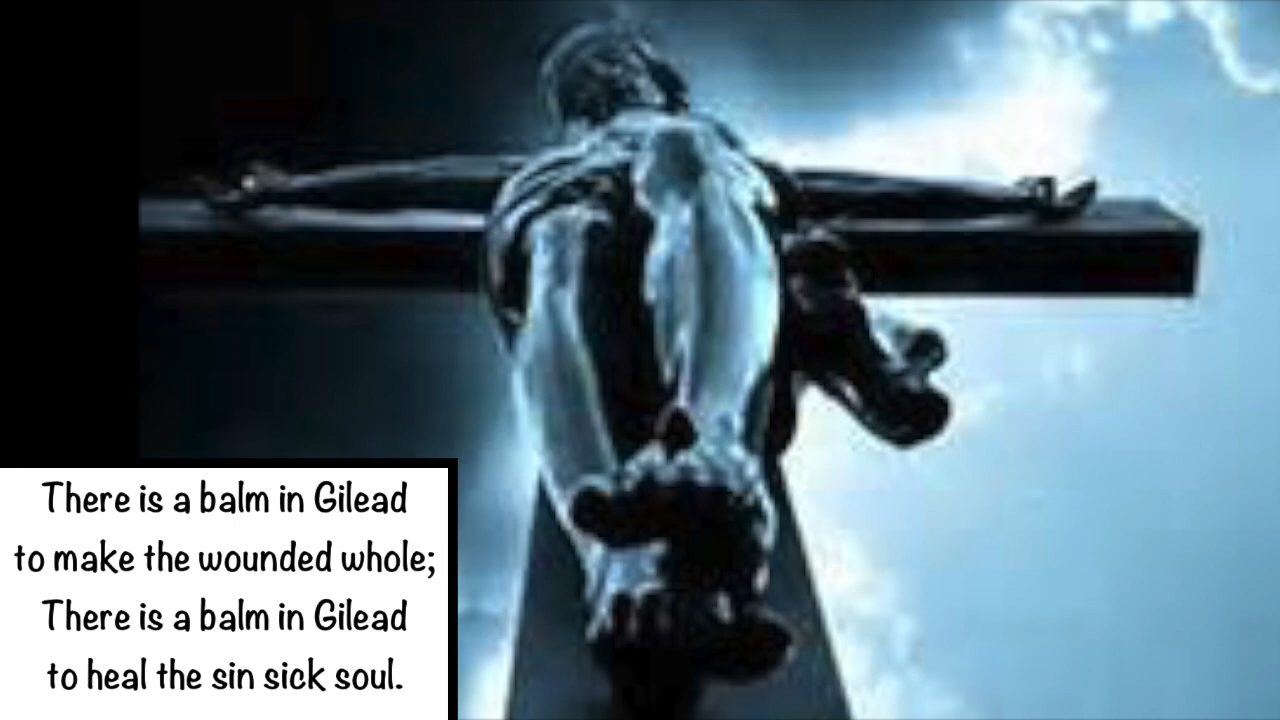 There is a balm in Gilead
to make the wounded whole;
There is a balm in Gilead
to heal the sin sick soul.